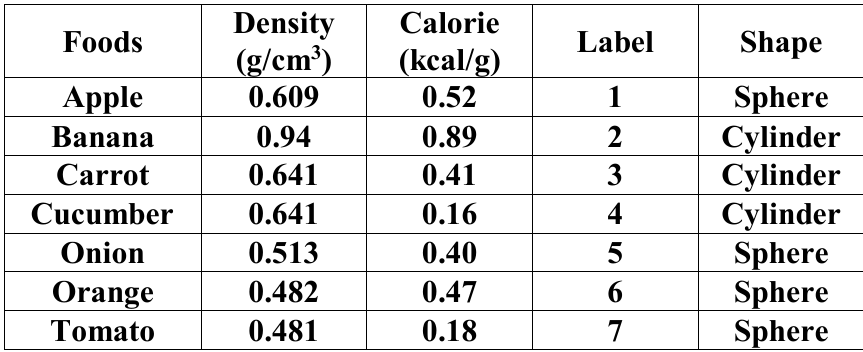 Foods Density (g/cm³) Calorie (kcal/g) Label Shape
Apple 0.609 0.52 1 Sphere
Banana 0.94 0.89 2 Cylinder
Carrot 0.641 0.41 3 Cylinder
Cucumber 0.641 0.16 4 Cylinder
Onion 0.513 0.40 5 Sphere
Orange 0.482 0.47 6 Sphere
Tomato 0.481 0.18 7 Sphere